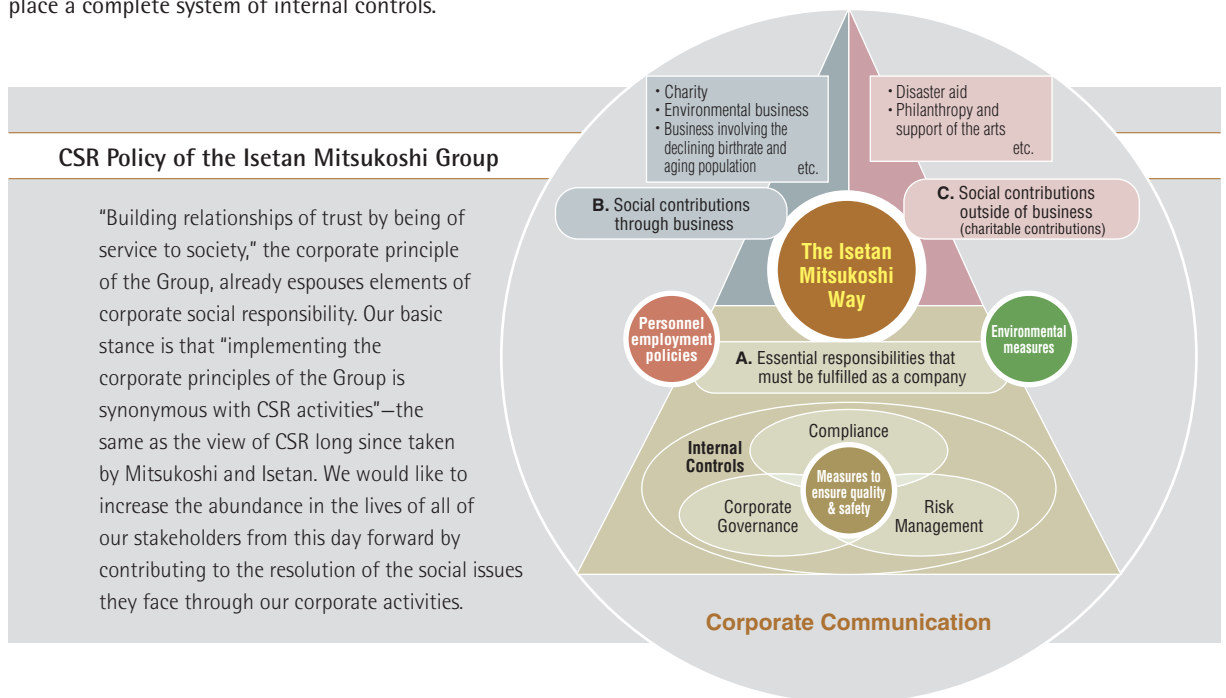 place a complete system of internal controls.
CSR Policy of the Isetan Mitsukoshi Group
"Building relationships of trust by being of
service to society," the corporate principle
of the Group, already espouses elements of
corporate social responsibility. Our basic
stance is that "implementing the
corporate principles of the Group is
synonymous with CSR activities"—the
same as the view of CSR long since taken
by Mitsukoshi and Isetan. We would like to
increase the abundance in the lives of all of
our stakeholders from this day forward by
contributing to the resolution of the social issues
they face through our corporate activities.
• Charity
• Environmental business
• Business involving the
declining birthrate and
aging population etc.
• Disaster aid
• Philanthropy and
support of the arts
etc.
B. Social contributions
through business
C. Social contributions
outside of business
(charitable contributions)
The Isetan
Mitsukoshi
Way
Personnel
employment
policies
Environmental
measures
A. Essential responsibilities that
must be fulfilled as a company
Internal
Controls
Compliance
Measures to
ensure quality
& safety
Corporate
Governance
Risk
Management
Corporate Communication